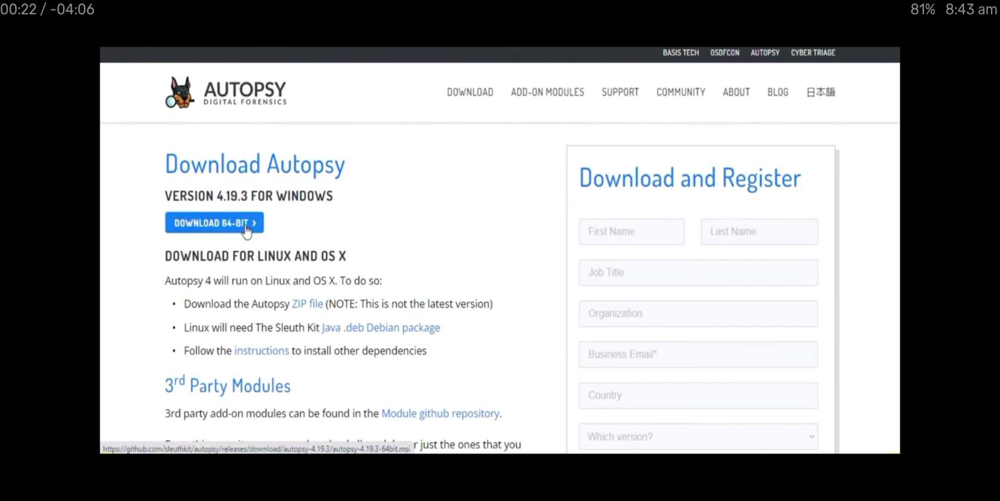 00:22 / -04:06
81% 8:43 am
BASIS TECH OSDFCON AUTOPSY CYBER TRIAGE
AUTOPSY
DIGITAL FORENSICS
DOWNLOAD ADD-ON MODULES SUPPORT COMMUNITY ABOUT BLOG 日本語
Download Autopsy
VERSION 4.19.3 FOR WINDOWS
DOWNLOAD 64-BIT >
DOWNLOAD FOR LINUX AND OS X
Autopsy 4 will run on Linux and OS X. To do so:
• Download the Autopsy ZIP file (NOTE: This is not the latest version)
• Linux will need The Sleuth Kit Java .deb Debian package
• Follow the instructions to install other dependencies
3rd Party Modules
3rd party add-on modules can be found in the Module github repository.
r just the ones that you
https://github.com/sleuthkit/autopsy/releases/download/autopsy-4.19.3/autopsy-4.19.3-64bit.msi
Download and Register
First Name Last Name
Job Title
Organization
Business Email*
Country
Which version?